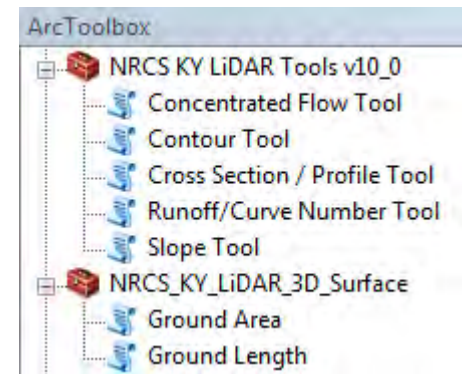 ArcToolbox
NRCS KY LiDAR Tools v10_0
Concentrated Flow Tool
Contour Tool
Cross Section / Profile Tool
Runoff/Curve Number Tool
Slope Tool
NRCS_KY_LiDAR_3D_Surface
Ground Area
Ground Length